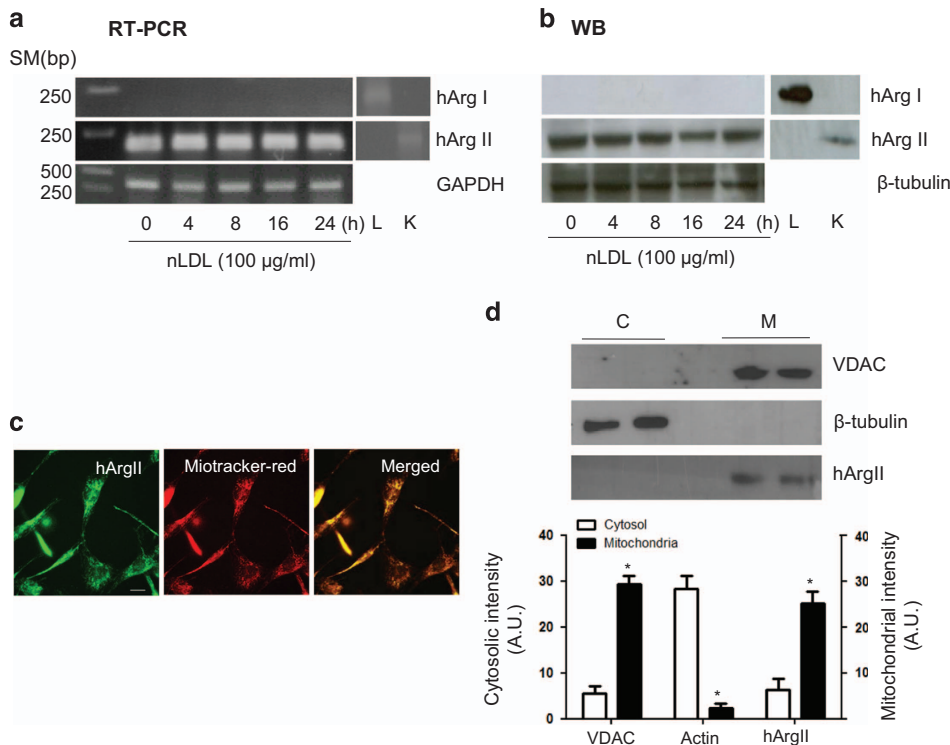 a
RT-PCR
SM(bp)
250
hArg I
250
hArg II
500
250
GAPDH
0 4 8 16 24 (h) L K
nLDL (100 µg/ml)
b
WB
hArg I
hArg II
β-tubulin
0 4 8 16 24 (h) L K
nLDL (100 µg/ml)
c
hArgII
Miotracker-red
Merged
d
C M
VDAC
β-tubulin
hArgII
Cytosol
Mitochondria
Cytosolic intensity
(A.U.)
40
30
20
10
0
* * *
40
30
20
10
Mitochondrial intensity
(A.U.)
VDAC Actin hArgII